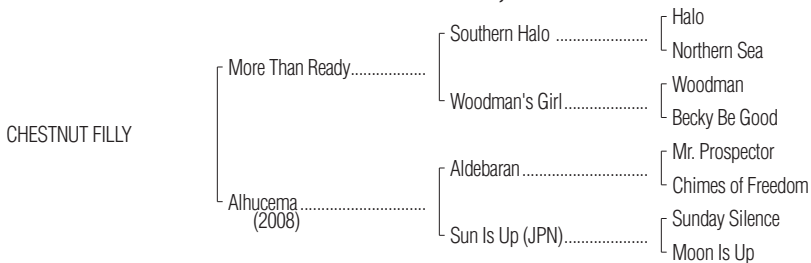 Halo
Southern Halo ......................
Northern Sea
More Than Ready..................
Woodman
Woodman's Girl....................
Becky Be Good
CHESTNUT FILLY
Mr. Prospector
Aldebaran ..............................
Chimes of Freedom
Alhucema ..............................
(2008)
Sunday Silence
Sun Is Up (JPN)....................
Moon Is Up